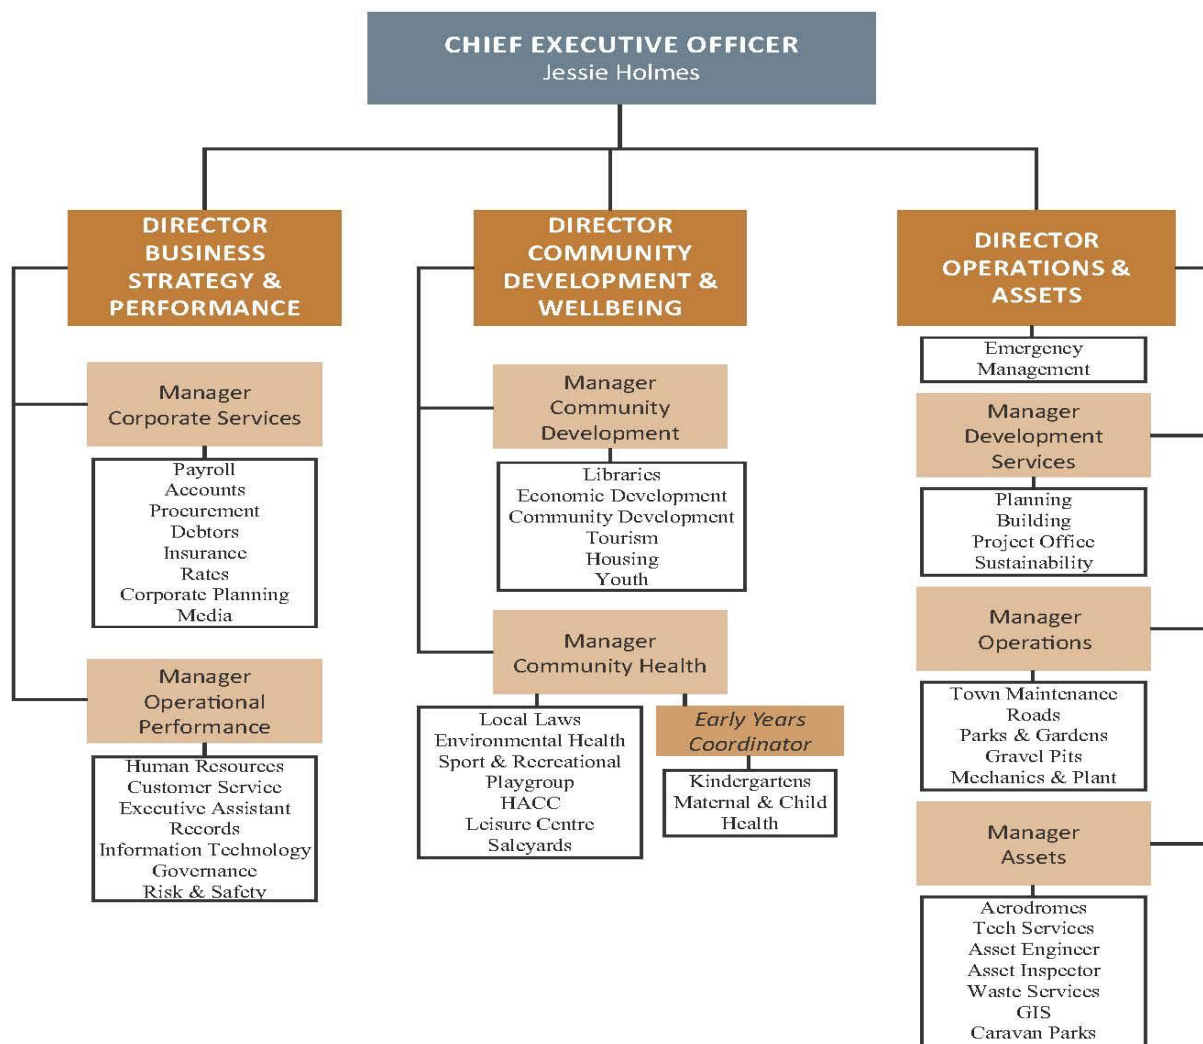 CHIEF EXECUTIVE OFFICER
Jessie Holmes
DIRECTOR
BUSINESS
STRATEGY &
PERFORMANCE
Manager
Corporate Services
Payroll
Accounts
Procurement
Debtors
Insurance
Rates
Corporate Planning
Media
Manager
Operational
Performance
Human Resources
Customer Service
Executive Assistant
Records
Information Technology
Governance
Risk & Safety
DIRECTOR
COMMUNITY
DEVELOPMENT &
WELLBEING
Manager
Community
Development
Libraries
Economic Development
Community Development
Tourism
Housing
Youth
Manager
Community Health
Local Laws
Environmental Health
Sport & Recreational
Playgroup
HACC
Leisure Centre
Saleyards
Early Years
Coordinator
Kindergartens
Maternal & Child
Health
DIRECTOR
OPERATIONS &
ASSETS
Emergency
Management
Manager
Development
Services
Planning
Building
Project Office
Sustainability
Manager
Operations
Town Maintenance
Roads
Parks & Gardens
Gravel Pits
Mechanics & Plant
Manager
Assets
Aerodromes
Tech Services
Asset Engineer
Asset Inspector
Waste Services
GIS
Caravan Parks